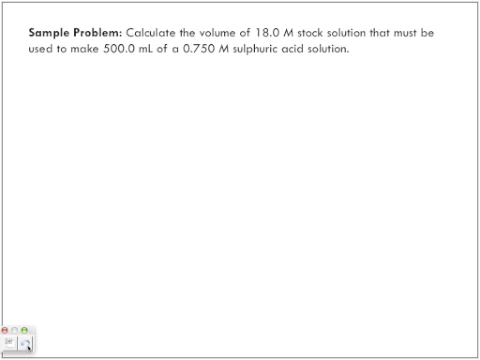 Sample Problem: Calculate the volume of 18.0 M stock solution that must be
used to make 500.0 mL of a 0.750 M sulphuric acid solution.